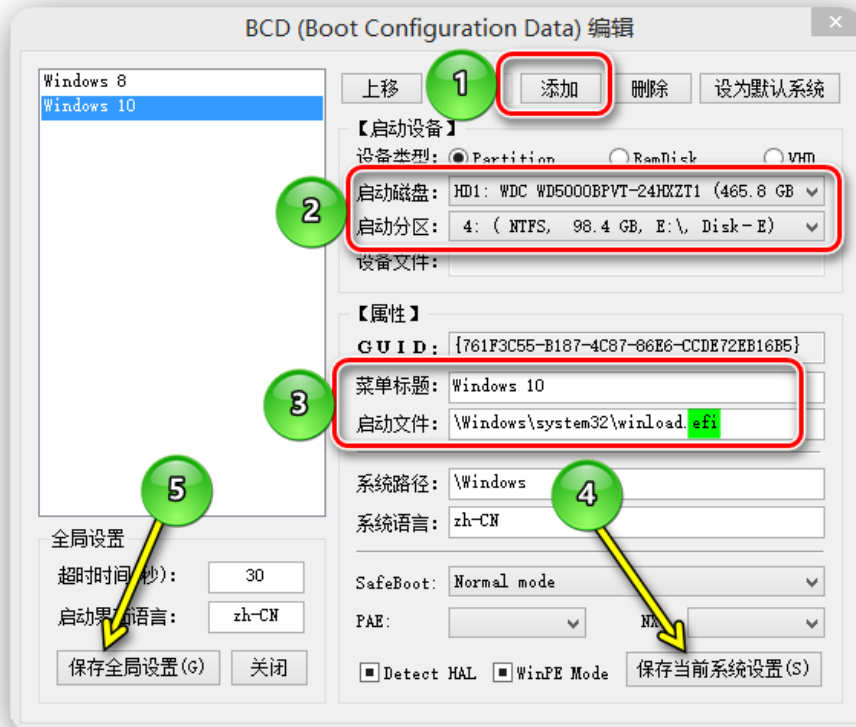 BCD (Boot Configuration Data) 编辑
Windows 8
Windows 10
上移
1
添加
删除
设为默认系统
【启动设备】
设备类型: Partition RamDisk VHD
2
启动磁盘: HD1: WDC WD5000BPVT-24HXZT1 (465.8 GB
启动分区: 4: ( NTFS, 98.4 GB, E:\, Disk-E)
设备文件:
【属性】
GUID: {761F3C55-B187-4C87-86E6-CCDE72EB16B5}
3
菜单标题: Windows 10
启动文件: \Windows\system32\winload.efi
5
4
系统路径: \Windows
系统语言: zh-CN
全局设置
超时时间(秒): 30
启动界面语言: zh-CN
保存全局设置(G)
关闭
SafeBoot: Normal mode
PAE:
NX
Detect HAL
WinPE Mode
保存当前系统设置(S)